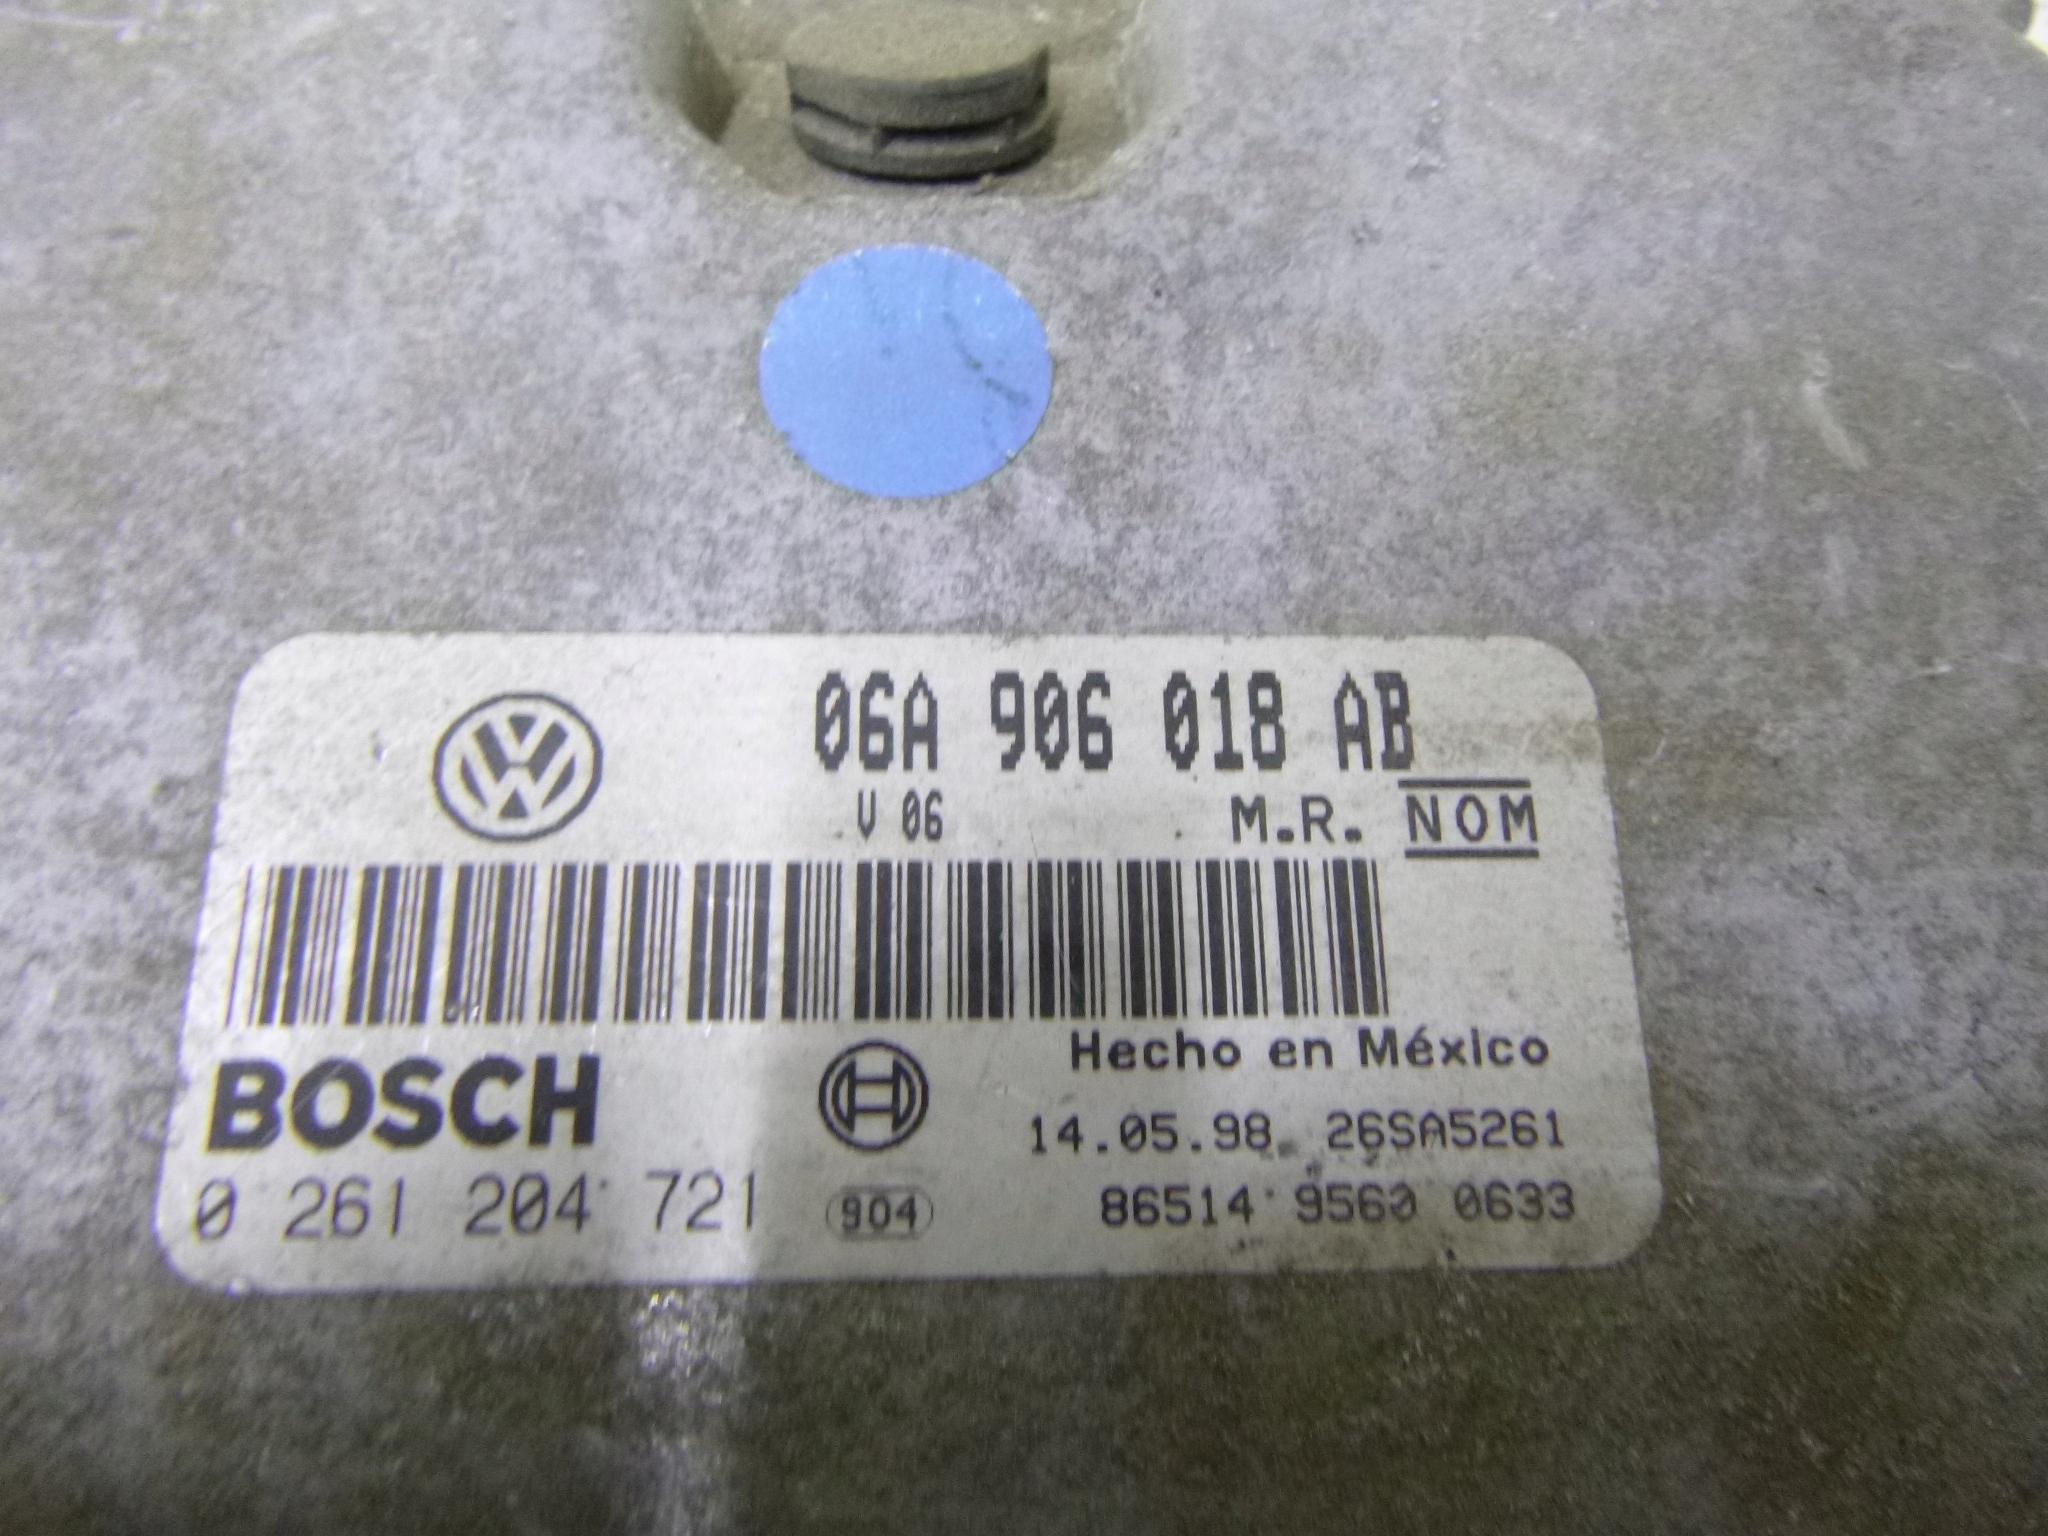 06A 906 018 AB
V 06 M.R. NOM
BOSCH
Hecho en México
14.05.98 26SA5261
0 261 204 721 904 86514 9560 0633